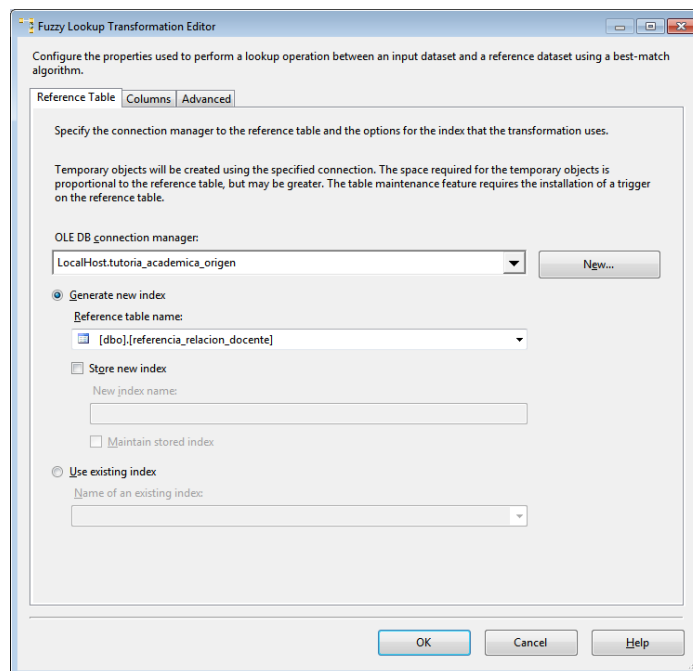 Fuzzy Lookup Transformation Editor
Configure the properties used to perform a lookup operation between an input dataset and a reference dataset using a best-match
algorithm.
Reference Table Columns Advanced
Specify the connection manager to the reference table and the options for the index that the transformation uses.
Temporary objects will be created using the specified connection. The space required for the temporary objects is
proportional to the reference table, but may be greater. The table maintenance feature requires the installation of a trigger
on the reference table.
OLE DB connection manager:
LocalHost.tutoria_academica_origen New...
Generate new index
Reference table name:
[dbo].[referencia_relacion_docente]
Store new index
New index name:
Maintain stored index
Use existing index
Name of an existing index:
OK Cancel Help